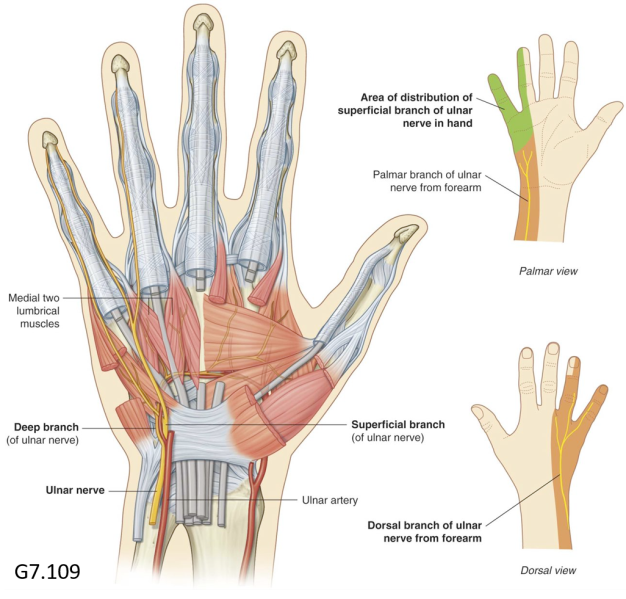 Area of distribution of
superficial branch of ulnar
nerve in hand
Palmar branch of ulnar
nerve from forearm
Palmar view
Medial two
lumbrical
muscles
Deep branch
(of ulnar nerve)
Superficial branch
(of ulnar nerve)
Ulnar nerve
Ulnar artery
Dorsal branch of ulnar
nerve from forearm
Dorsal view
G7.109